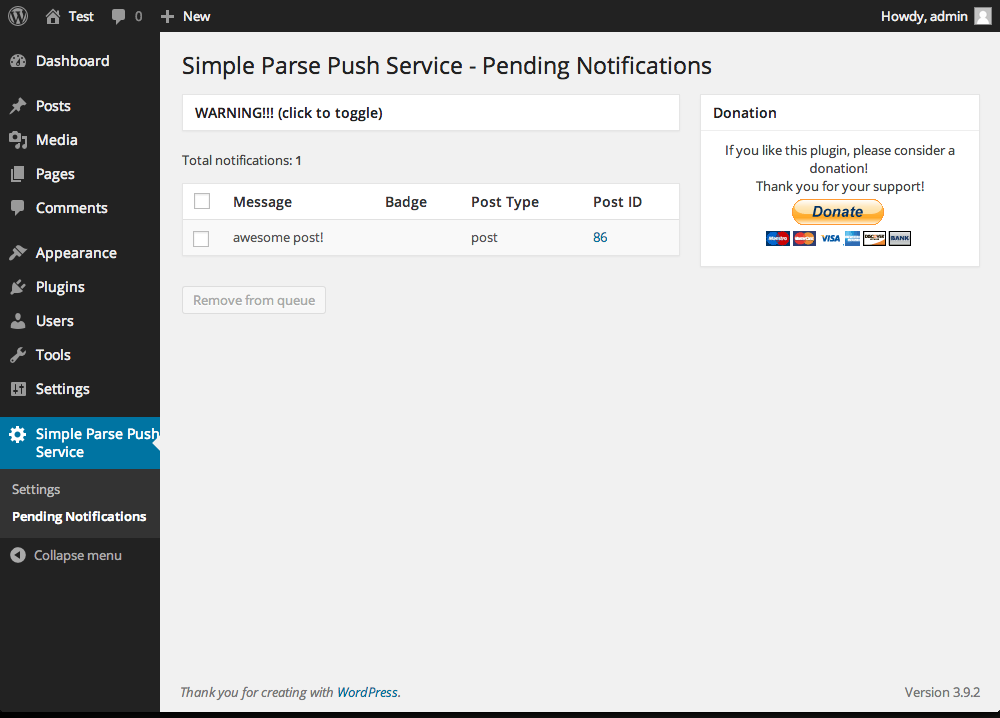 Test 0 New Howdy, admin
Dashboard
Posts
Media
Pages
Comments
Appearance
Plugins
Users
Tools
Settings
Simple Parse Push
Service
Settings
Pending Notifications
Collapse menu
Simple Parse Push Service - Pending Notifications
WARNING!!! (click to toggle)
Total notifications: 1
Message Badge Post Type Post ID
awesome post! post 86
Remove from queue
Donation
If you like this plugin, please consider a
donation!
Thank you for your support!
Donate
Maestro MasterCard VISA DISCOVER BANK
Thank you for creating with WordPress.
Version 3.9.2